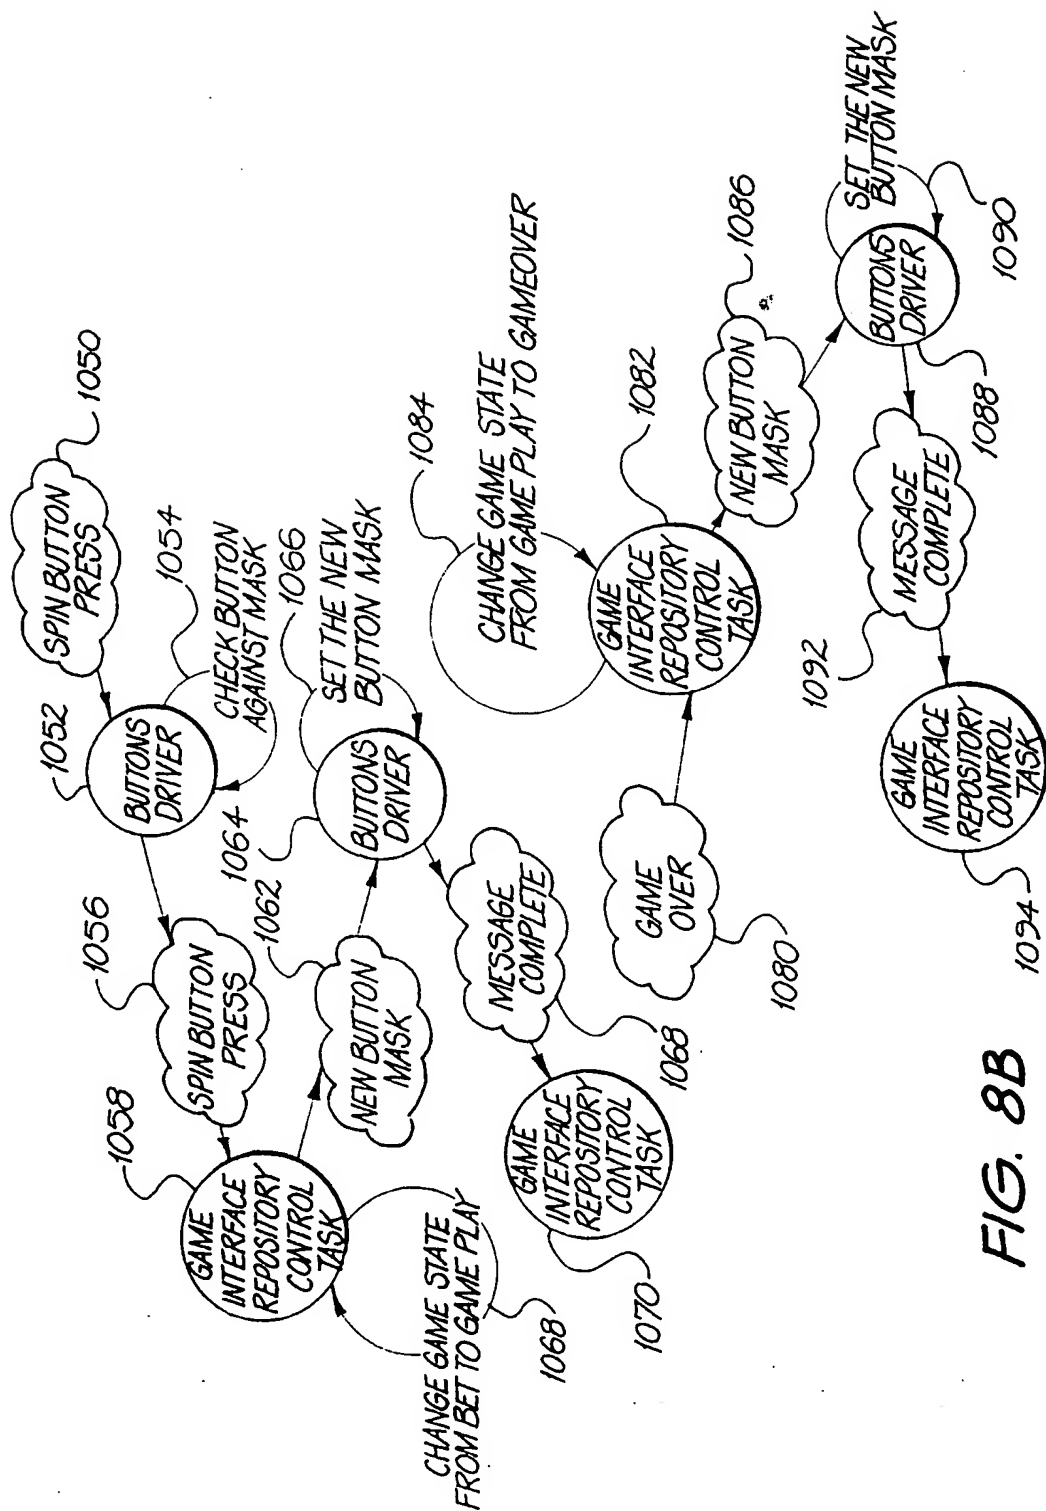 SPIN BUTTON
PRESS
1050
1052
BUTTONS
DRIVER
1054
CHECK BUTTON
AGAINST MASK
1056
SPIN BUTTON
PRESS
1058
GAME
INTERFACE
REPOSITORY
CONTROL
TASK
CHANGE GAME STATE
FROM BET TO GAME PLAY
1068
1062
NEW BUTTON
MASK
1064
BUTTONS
DRIVER
1066
SET THE NEW
BUTTON MASK
MESSAGE
COMPLETE
1068
GAME
INTERFACE
REPOSITORY
CONTROL
TASK
1070
GAME
OVER
1080
GAME
INTERFACE
REPOSITORY
CONTROL
TASK
1082
1084
CHANGE GAME STATE
FROM GAME PLAY TO GAMEOVER
NEW BUTTON
MASK
1086
BUTTONS
DRIVER
1088
SET THE NEW
BUTTON MASK
1090
MESSAGE
COMPLETE
1092
GAME
INTERFACE
REPOSITORY
CONTROL
TASK
1094
FIG. 8B